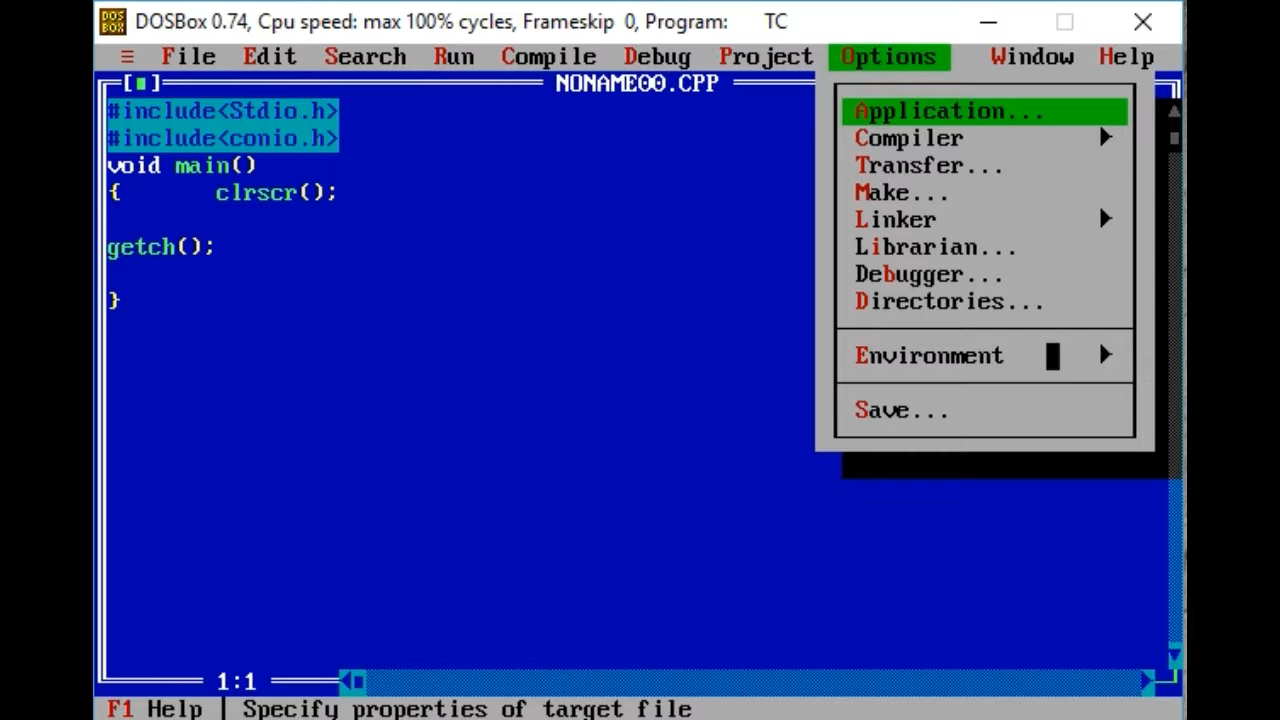 DOS BOX DOSBox 0.74, Cpu speed: max 100% cycles, Frameskip 0, Program: TC
≡ File Edit Search Run Compile Debug Project Options Window Help
NONAME00.CPP
#include<Stdio.h>
#include<conio.h>
void main()
{ clrscr();
getch();
}
Application...
Compiler
Transfer...
Make...
Linker
Librarian...
Debugger...
Directories...
Environment
Save...
1:1
F1 Help | Specify properties of target file